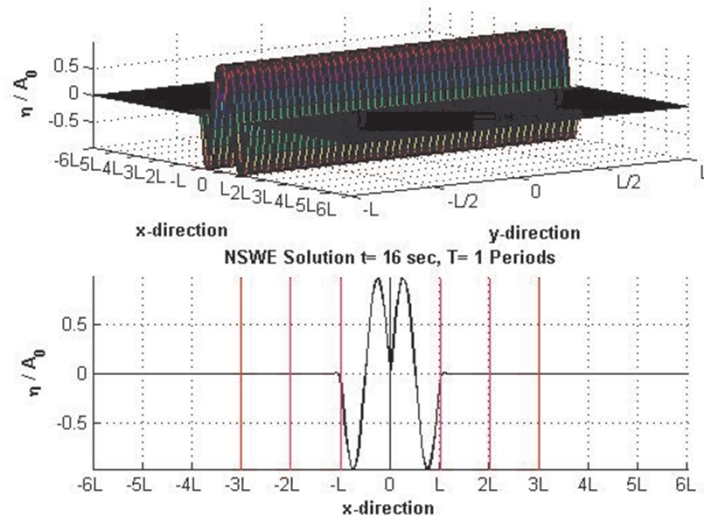 0.5
0
-0.5
η / A0
-6L 5L 4L 3L 2L -L 0 L 2L 3L 4L 5L 6L
-L -L/2 0 L/2 L
x-direction
y-direction
NSWE Solution t= 16 sec, T= 1 Periods
0.5
0
-0.5
η / A0
-6L -5L -4L -3L -2L -L 0 L 2L 3L 4L 5L 6L
x-direction